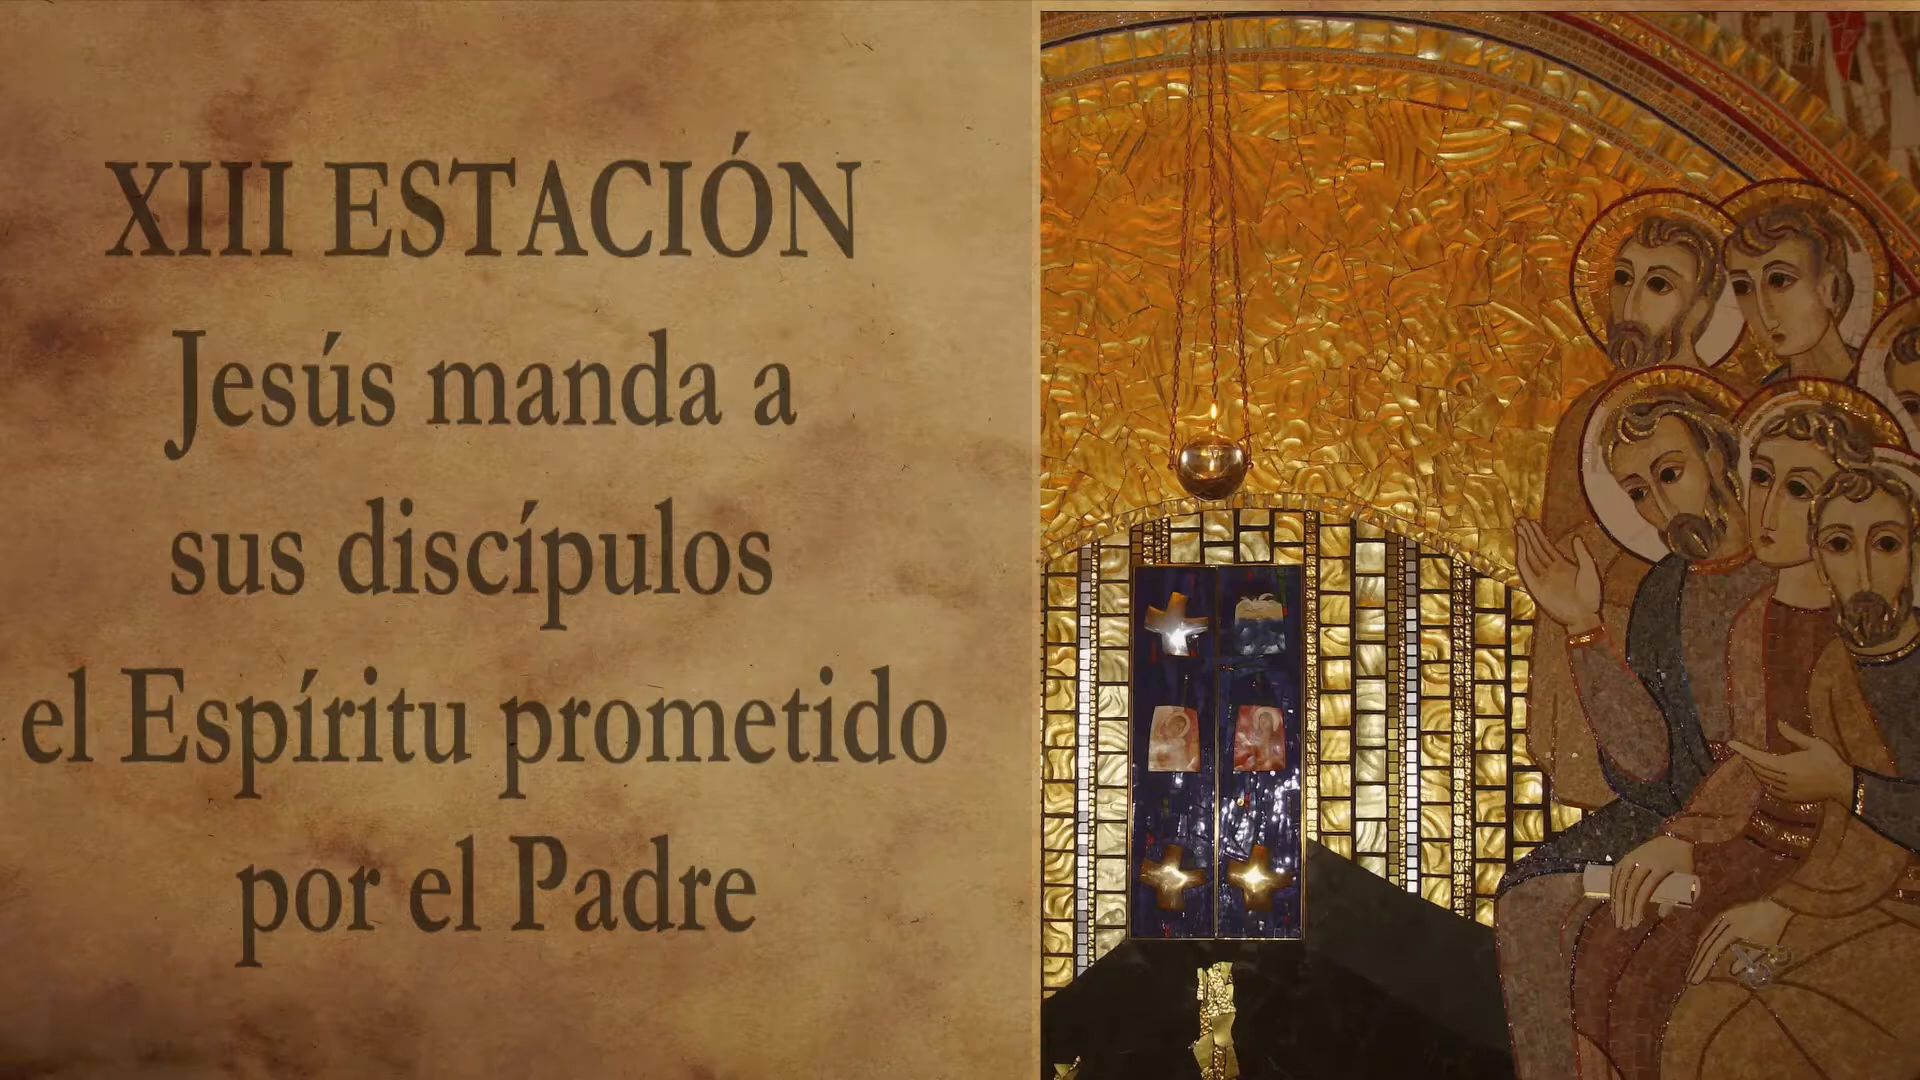 XIII ESTACIÓN
Jesús manda a
sus discípulos
el Espíritu prometido
por el Padre